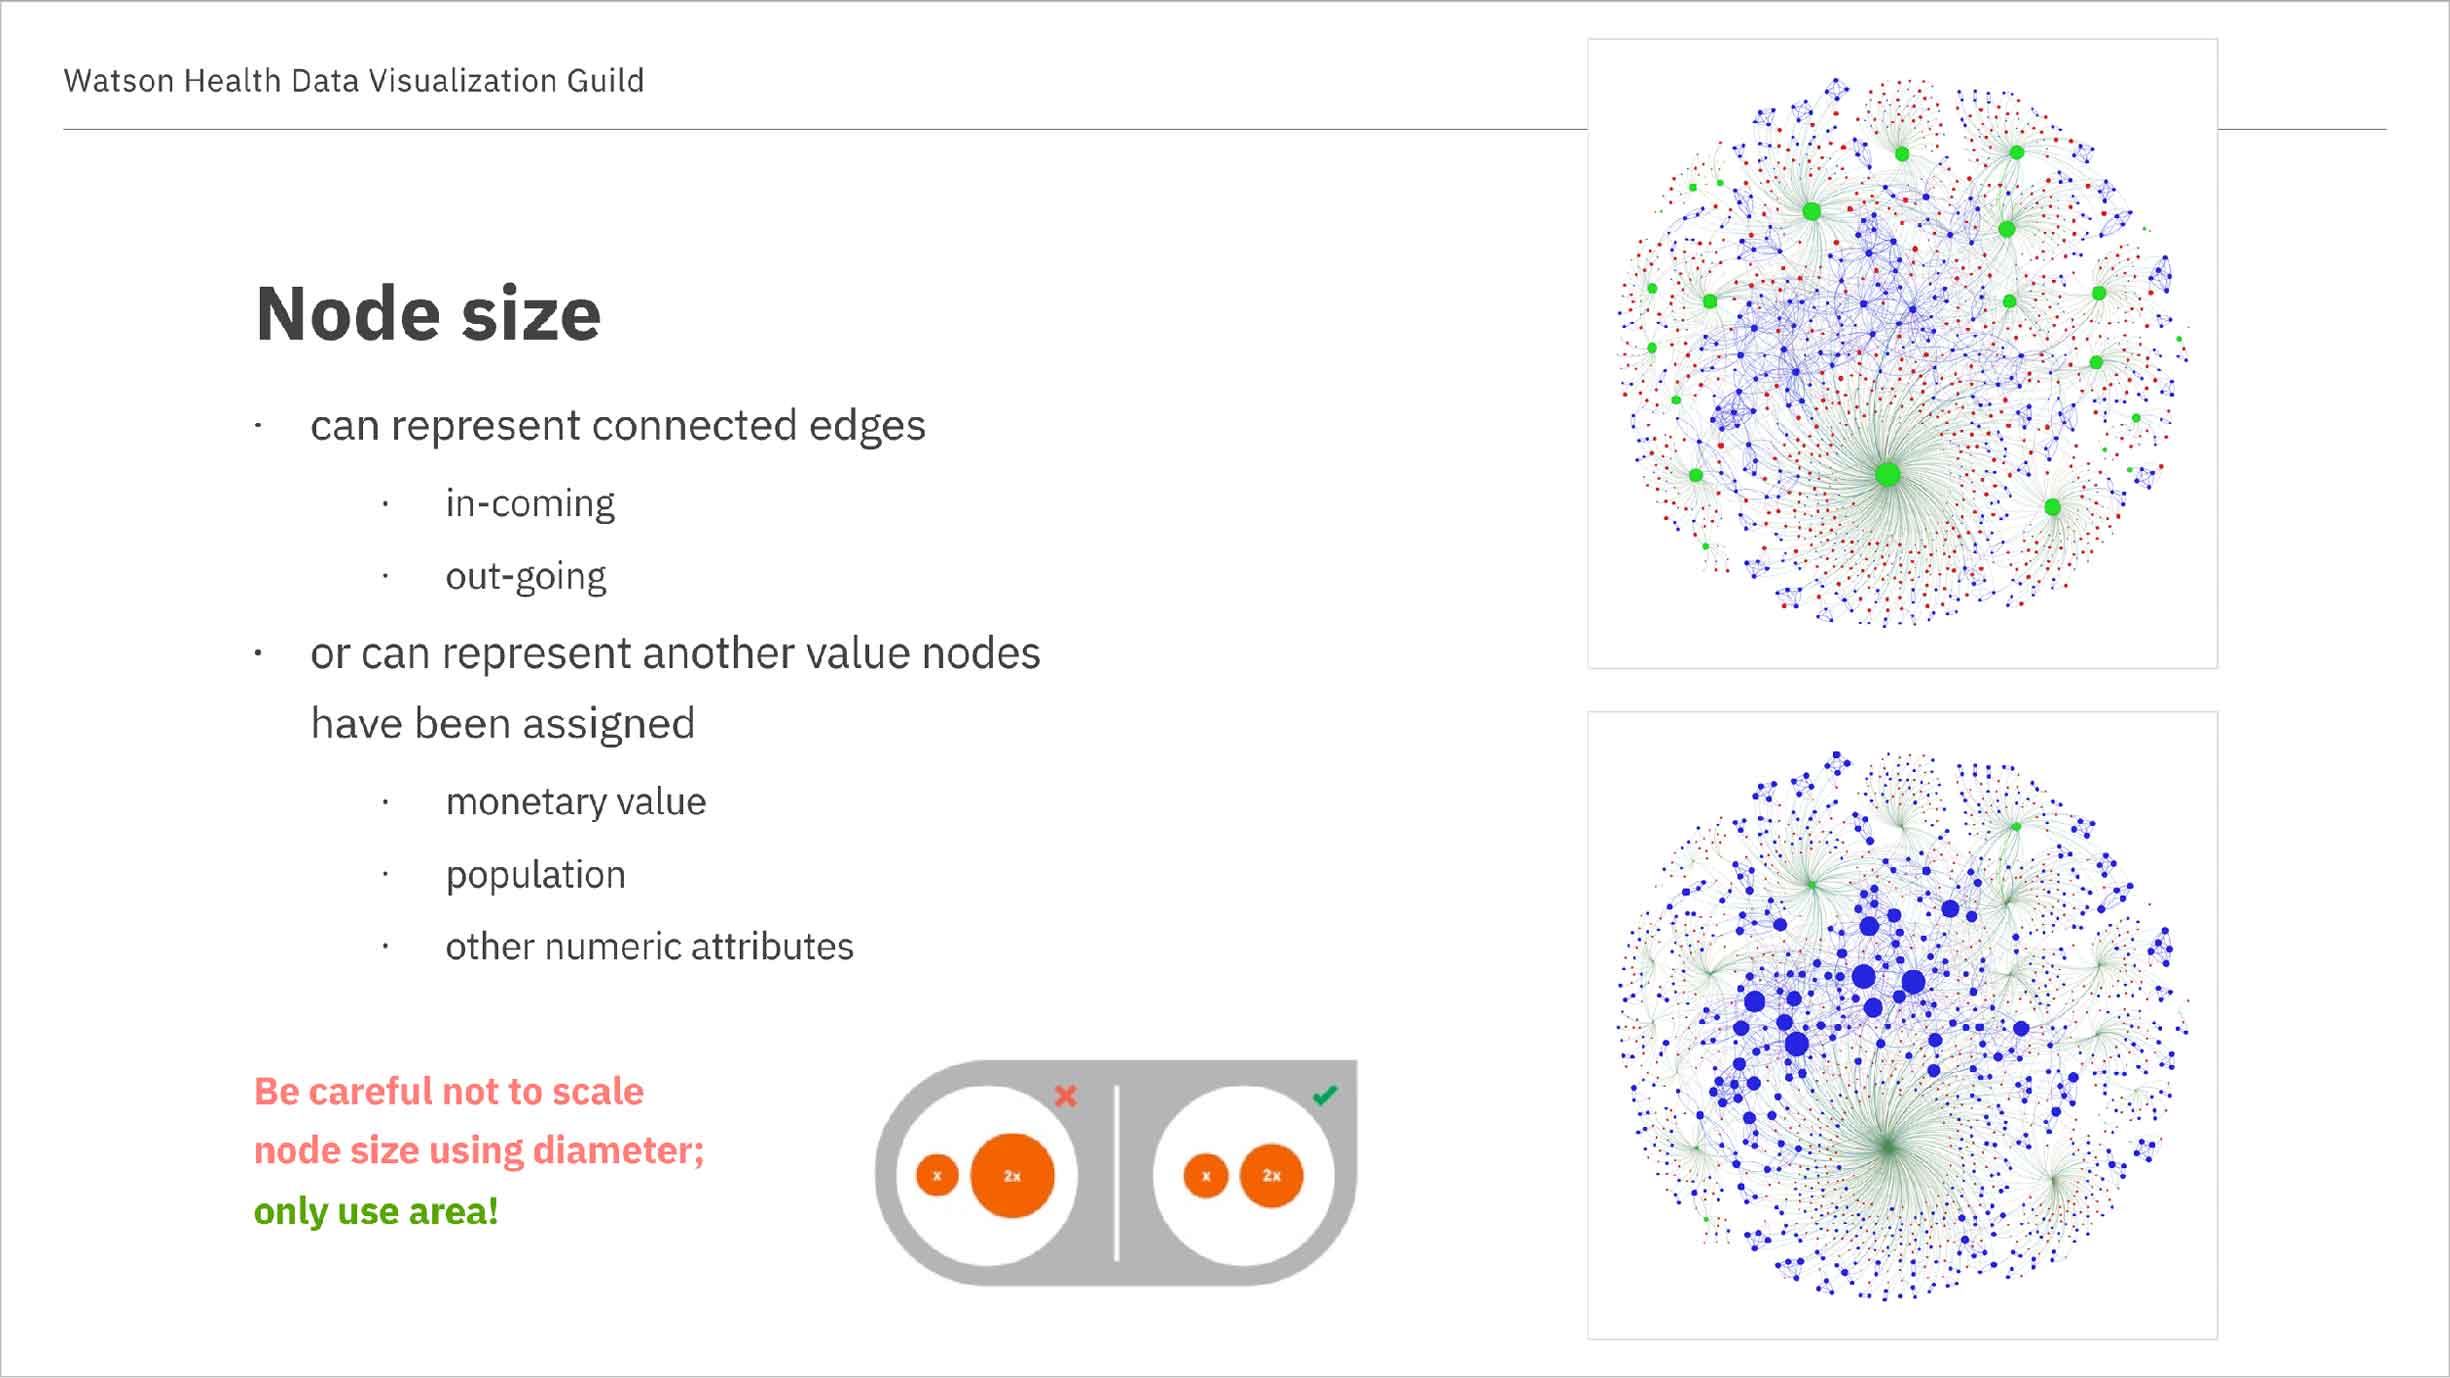 Watson Health Data Visualization Guild
Node size
· can represent connected edges
· in-coming
· out-going
· or can represent another value nodes
have been assigned
· monetary value
· population
· other numeric attributes
Be careful not to scale
node size using diameter;
only use area!
x 2x
x 2x